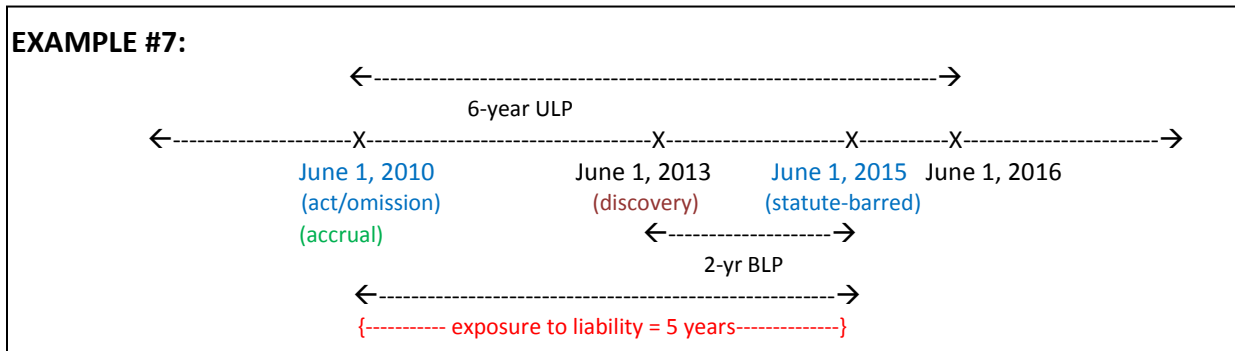 EXAMPLE #7:
←---------------------------------------------------------------------→
6-year ULP
←----------------------X-----------------------------------X-----------------------X-----------X--------------------------→
June 1, 2010 June 1, 2013 June 1, 2015 June 1, 2016
(act/omission) (discovery) (statute-barred)
(accrual) ←--------------------→
2-yr BLP
←---------------------------------------------------------→
{----------- exposure to liability = 5 years--------------}